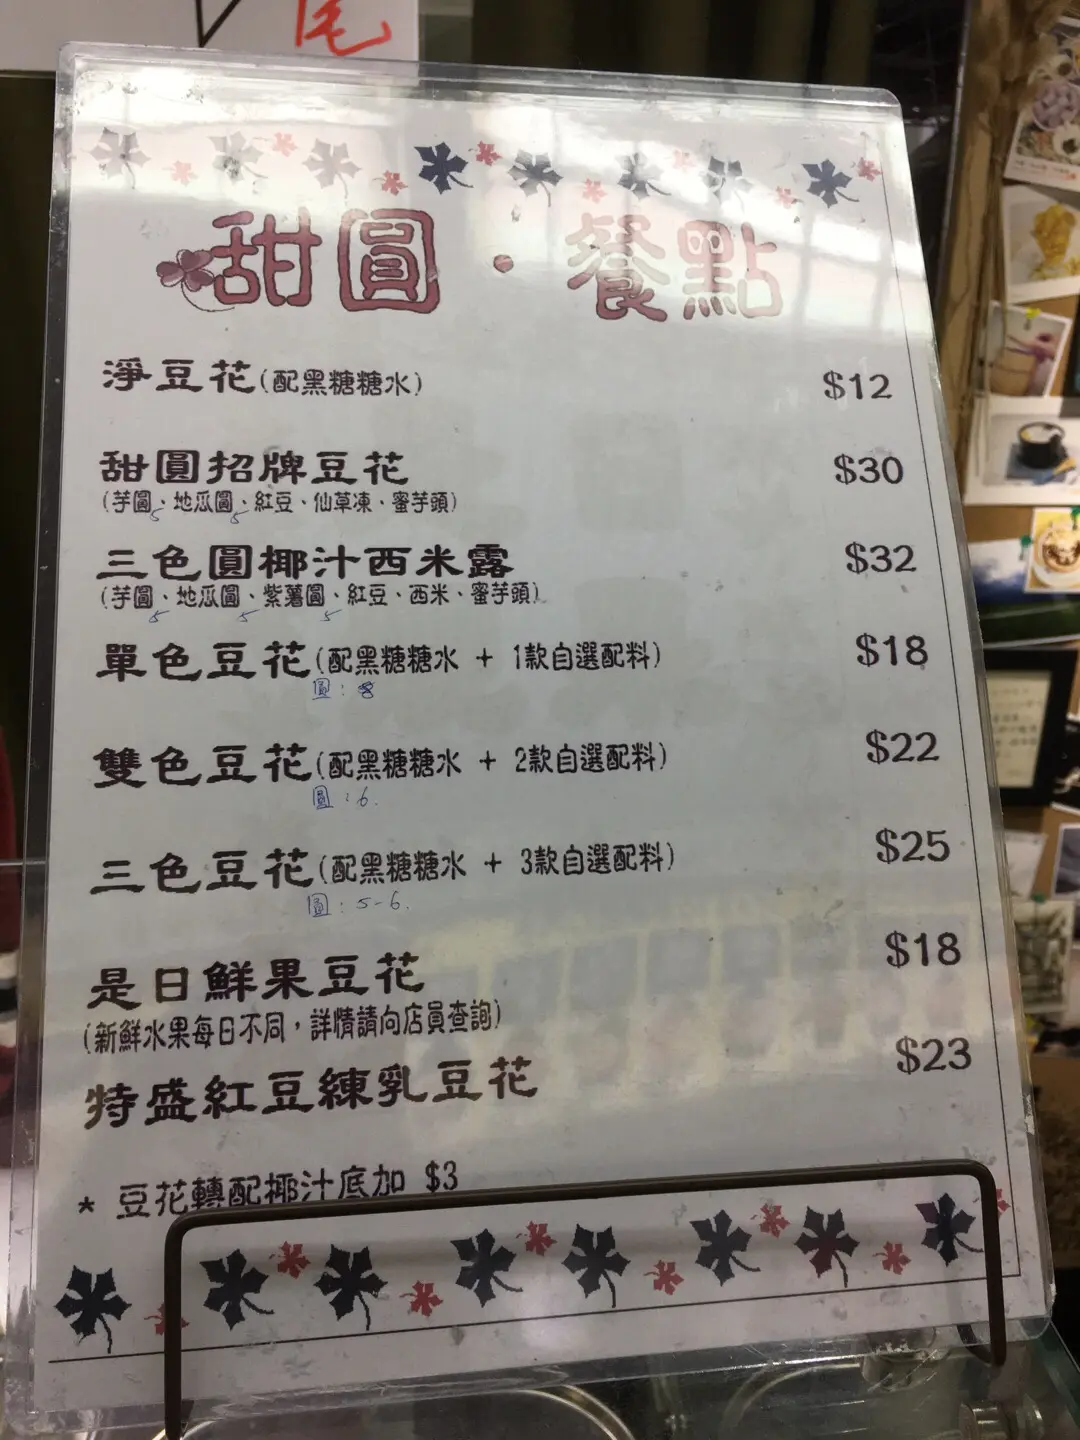 尾
甜圓・餐點
淨豆花(配黑糖糖水) $12
甜圓招牌豆花 $30
(芋圓、地瓜圓、紅豆、仙草凍、蜜芋頭)
5 5
三色圓椰汁西米露 $32
(芋圓、地瓜圓、紫薯圓、紅豆、西米、蜜芋頭)
5 5 5
單色豆花(配黑糖糖水 + 1款自選配料) $18
圓：8
雙色豆花(配黑糖糖水 + 2款自選配料) $22
圓：6.
三色豆花(配黑糖糖水 + 3款自選配料) $25
圓：5-6.
是日鮮果豆花 $18
(新鮮水果每日不同，詳情請向店員查詢)
特盛紅豆練乳豆花 $23
* 豆花轉配椰汁底加 $3